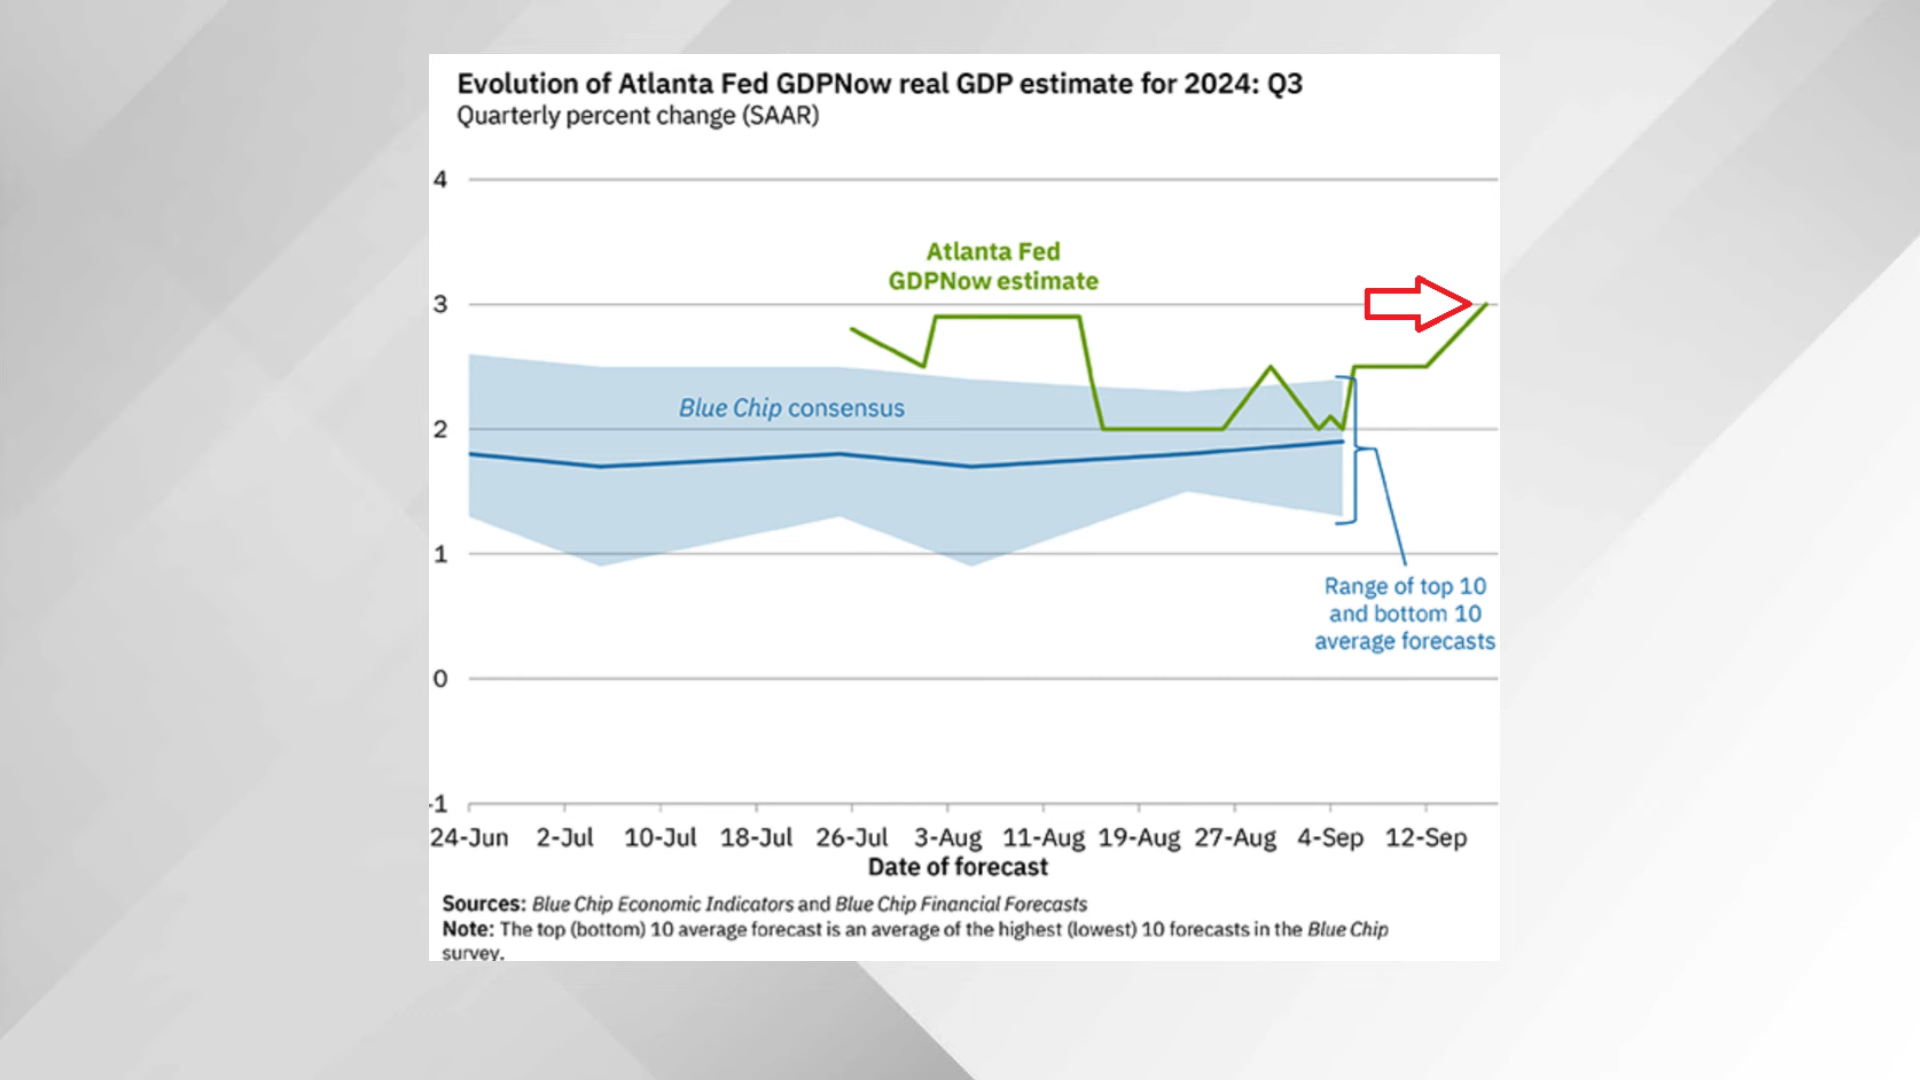 Evolution of Atlanta Fed GDPNow real GDP estimate for 2024: Q3
Quarterly percent change (SAAR)
4
Atlanta Fed
GDPNow estimate
3
Blue Chip consensus
2
1
Range of top 10
and bottom 10
average forecasts
0
-1
24-Jun 2-Jul 10-Jul 18-Jul 26-Jul 3-Aug 11-Aug 19-Aug 27-Aug 4-Sep 12-Sep
Date of forecast
Sources: Blue Chip Economic Indicators and Blue Chip Financial Forecasts
Note: The top (bottom) 10 average forecast is an average of the highest (lowest) 10 forecasts in the Blue Chip
survey.